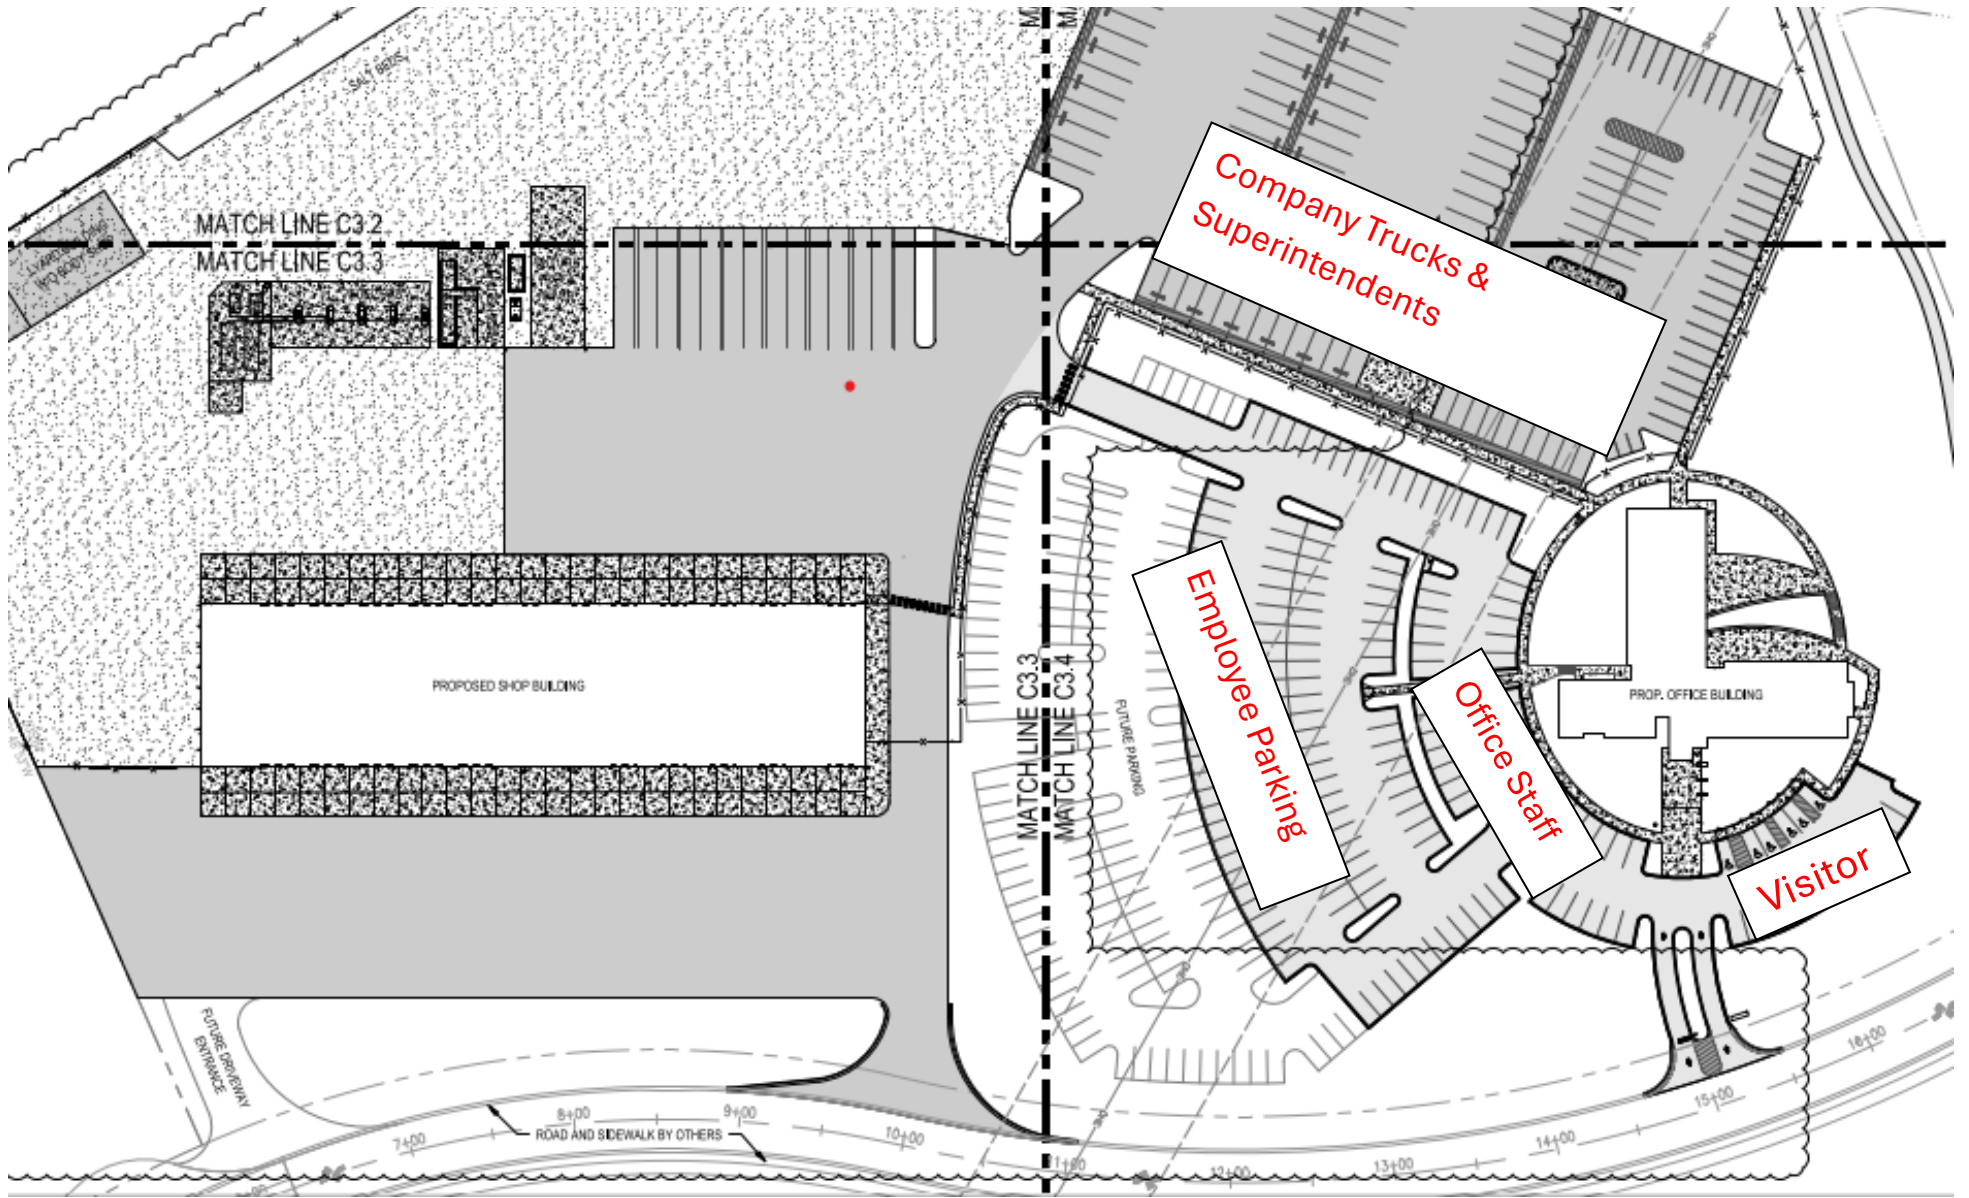 SALT BEDS
MATCH LINE C3.2
MATCH LINE C3.3
Company Trucks &
Superintendents
PROPOSED SHOP BUILDING
MATCH LINE C3.3
MATCH LINE C3.4
FUTURE PARKING
Employee Parking
Office Staff
PROP. OFFICE BUILDING
Visitor
FUTURE DRIVEWAY
ENTRANCE
ROAD AND SIDEWALK BY OTHERS
7+00
8+00
9+00
10+00
11+00
12+00
13+00
14+00
15+00
16+00